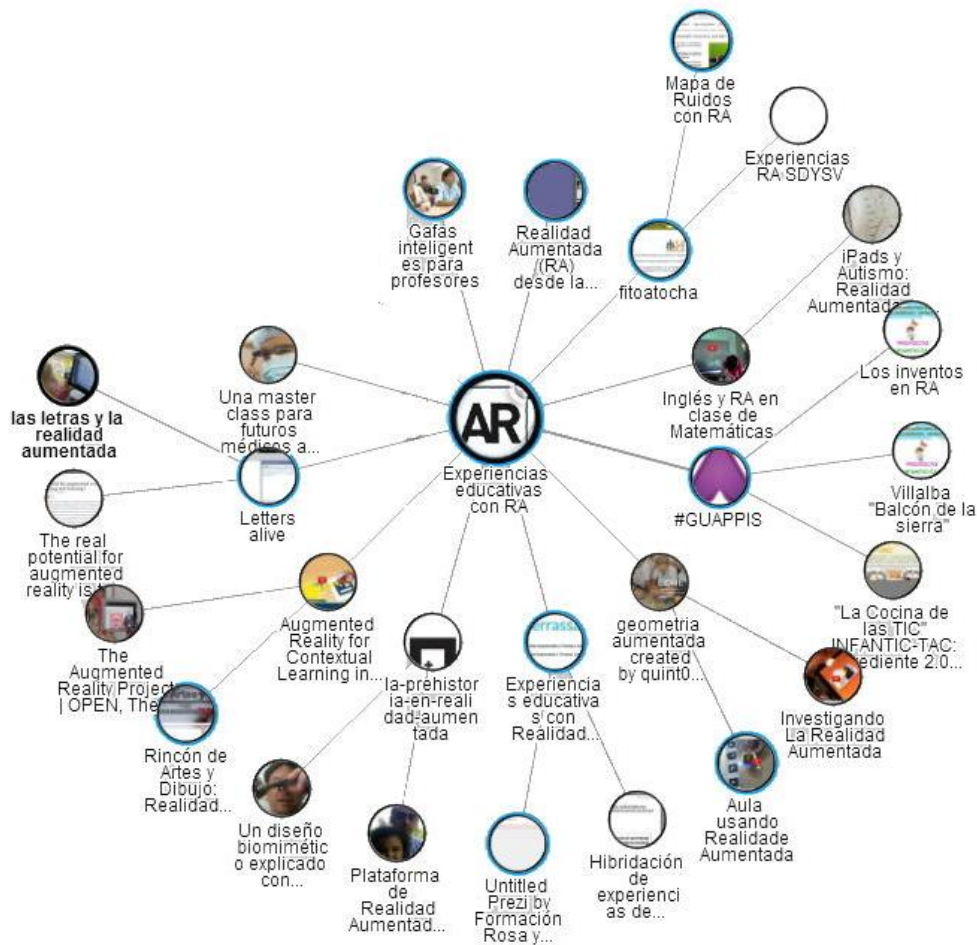 Mapa de
Ruidos
con RA
Experiencias
RA SDYSV
Gafas
inteligent
es para
profesores
Realidad
Aumentada
(RA)
desde la...
fitoatocha
iPads y
Autismo:
Realidad
Aumentada
Los inventos
en RA
Inglés y RA en
clase de
Matemáticas
las letras y la
realidad
aumentada
Una master
class para
futuros
médicos a...
AR
Experiencias
educativas
con RA
#GUAPPIS
Villalba
"Balcón de la
sierra"
Letters
alive
The real
potential for
augmented
reality is
"La Cocina de
las TIC"
INFANTIC-TAC:
ediente 2.0...
The
Augmented
Reality Project
| OPEN, The
Augmented
Reality for
Contextual
Learning in...
la-prehistor
ia-en-reali
dad-aumen
tada
errassa
Experiencia
s educativa
s con
Realidad...
geometria
aumentada
created
by quint0...
Investigando
La Realidad
Aumentada
Rincón de
Artes y
Dibujo:
Realidad...
Un diseño
biomimétic
o explicado
con...
Plataforma
de
Realidad
Aumentad...
Untitled
Prezi by
Formación
Rosa y...
Hibridación
de
experienci
as de...
Aula
usando
Realidade
Aumentada